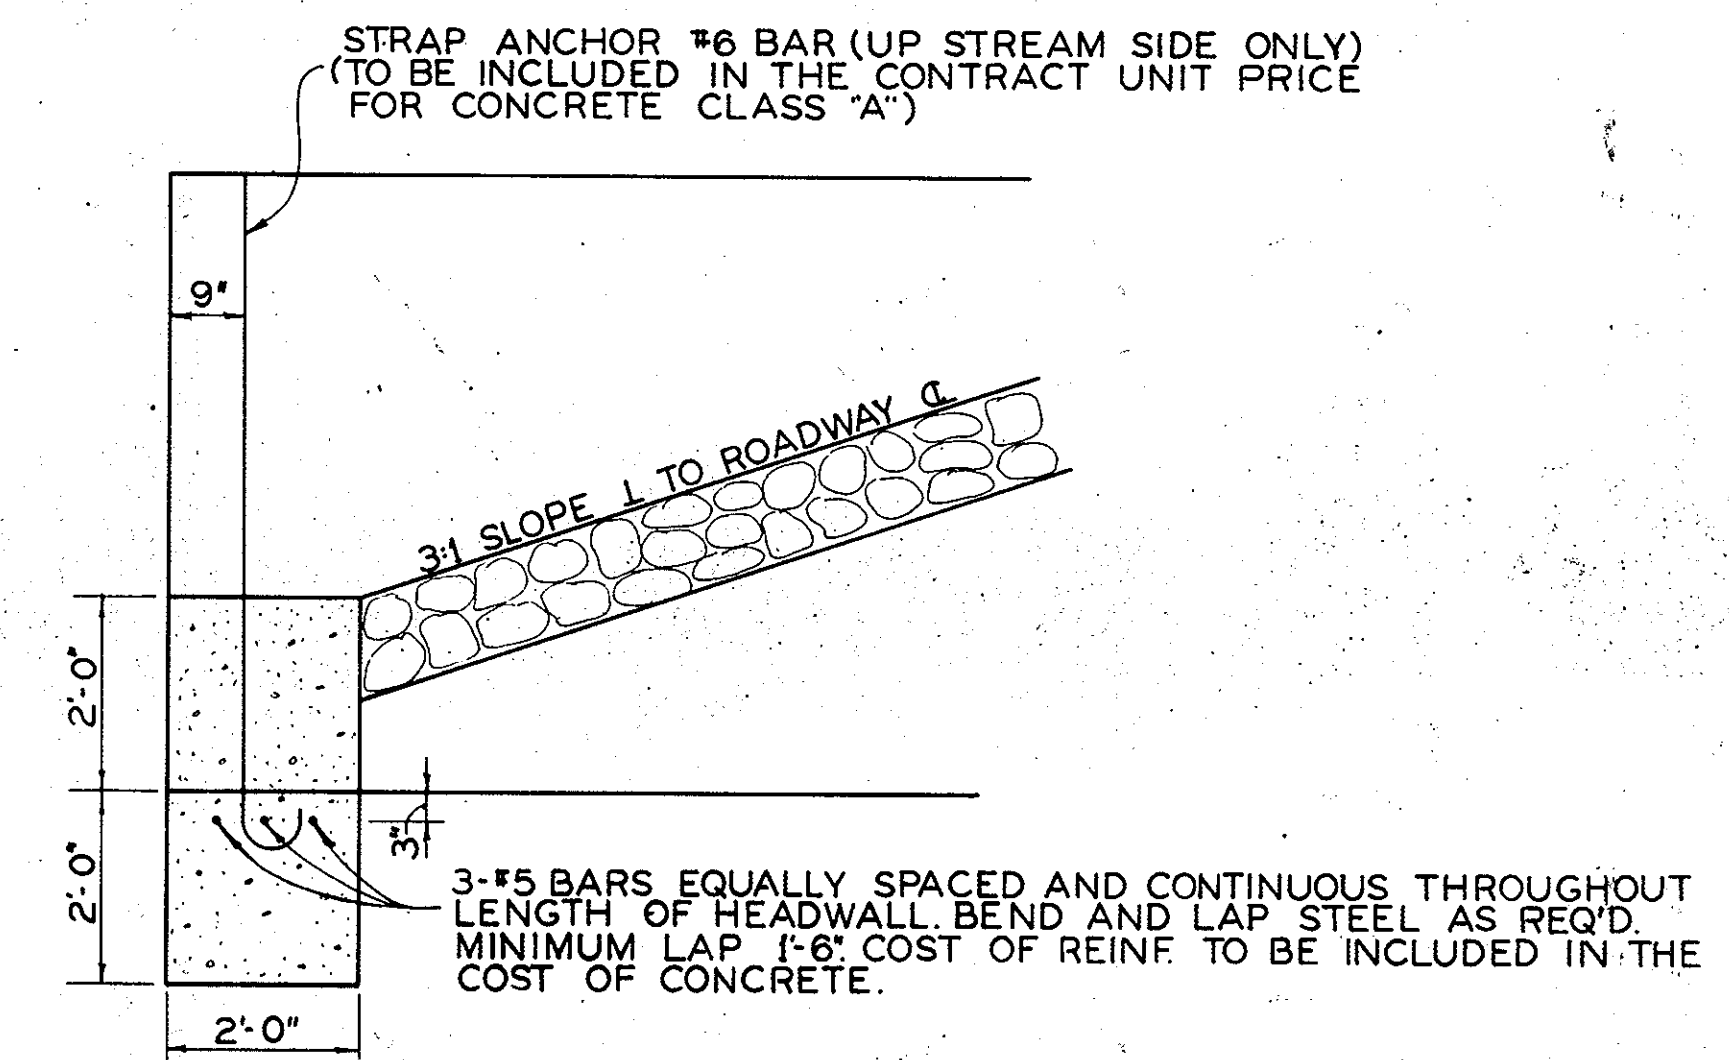 STRAP ANCHOR #6 BAR (UP STREAM SIDE ONLY)
(TO BE INCLUDED IN THE CONTRACT UNIT PRICE
FOR CONCRETE CLASS "A")
9"
3:1 SLOPE ⊥ TO ROADWAY ℄
2'-0"
3"
2'-0"
3-#5 BARS EQUALLY SPACED AND CONTINUOUS THROUGHOUT
LENGTH OF HEADWALL. BEND AND LAP STEEL AS REQ'D.
MINIMUM LAP 1'-6". COST OF REINF. TO BE INCLUDED IN THE
COST OF CONCRETE.
2'-0"